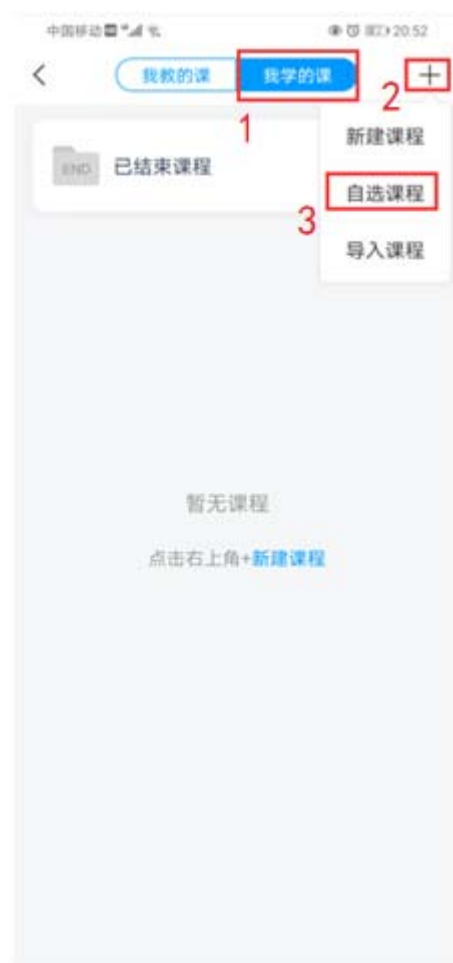 中国移动 20:52
我教的课 我学的课 +
1 2
新建课程
END 已结束课程
自选课程
3
导入课程
暂无课程
点击右上角+新建课程